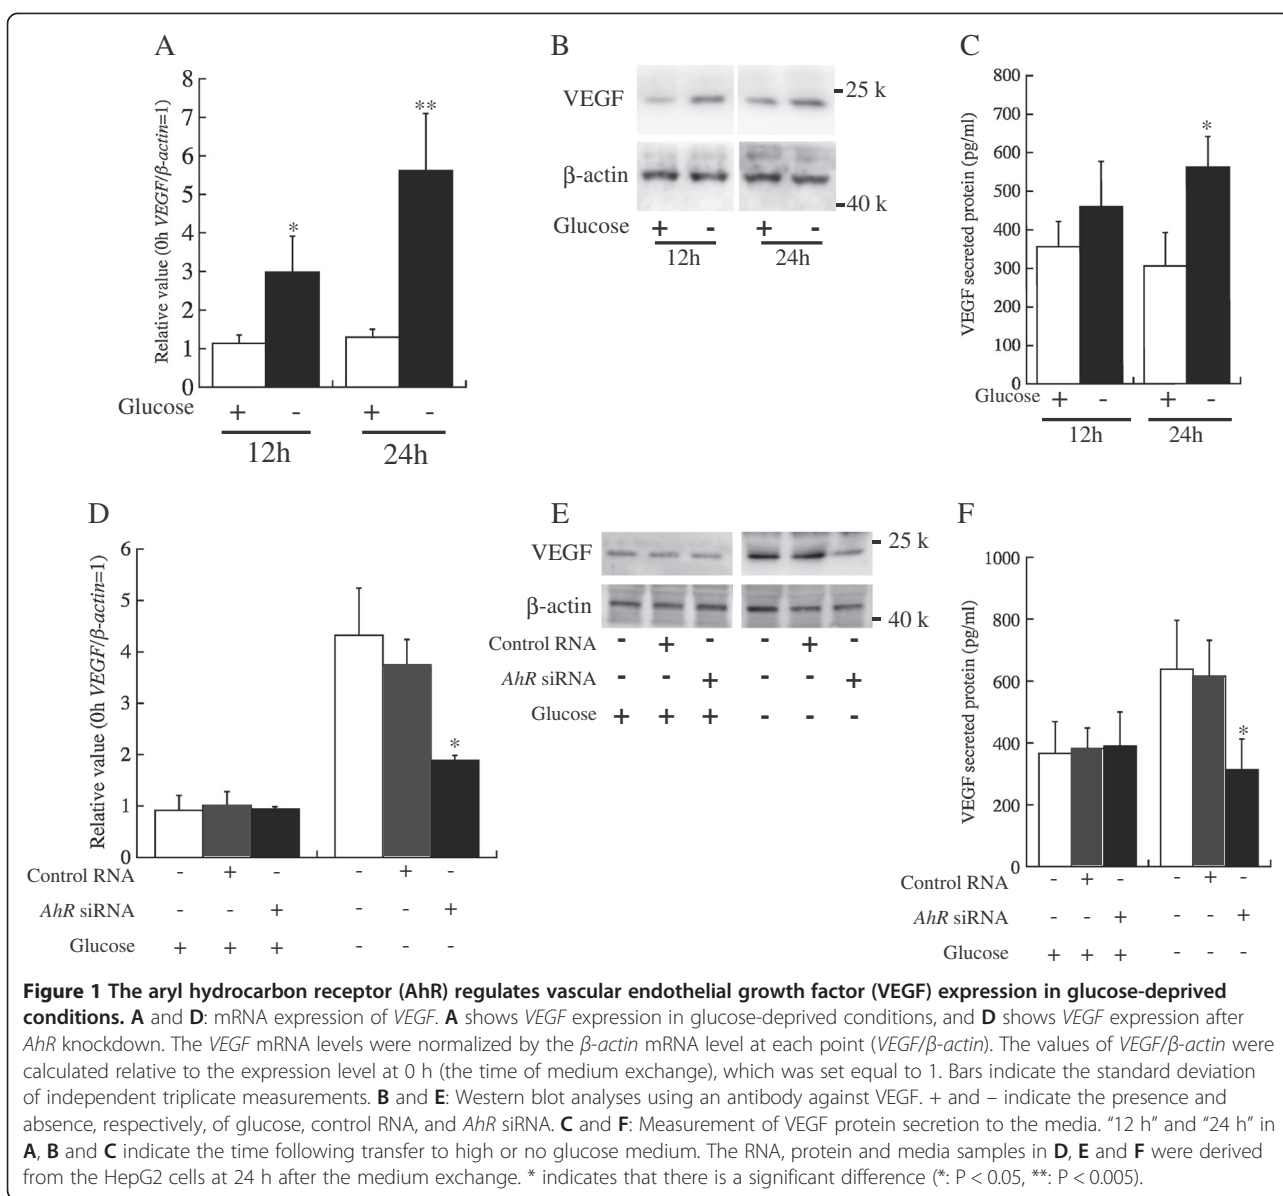 A
Relative value (0h VEGF/β-actin=1)
8
7
6
5
4
3
2
1
0
*
**
Glucose + - + -
12h 24h
B
VEGF
25 k
β-actin
40 k
Glucose + - + -
12h 24h
C
VEGF secreted protein (pg/ml)
800
700
600
500
400
300
200
100
0
*
Glucose + - + -
12h 24h
D
Relative value (0h VEGF/β-actin=1)
6
5
4
3
2
1
0
*
Control RNA - + - - + -
AhR siRNA - - + - - +
Glucose + + + - - -
E
VEGF
25 k
β-actin
40 k
Control RNA - + - - + -
AhR siRNA - - + - - +
Glucose + + + - - -
F
VEGF secreted protein (pg/ml)
1000
800
600
400
200
0
*
Control RNA - + - - + -
AhR siRNA - - + - - +
Glucose + + + - - -
Figure 1 The aryl hydrocarbon receptor (AhR) regulates vascular endothelial growth factor (VEGF) expression in glucose-deprived
conditions. A and D: mRNA expression of VEGF. A shows VEGF expression in glucose-deprived conditions, and D shows VEGF expression after
AhR knockdown. The VEGF mRNA levels were normalized by the β-actin mRNA level at each point (VEGF/β-actin). The values of VEGF/β-actin were
calculated relative to the expression level at 0 h (the time of medium exchange), which was set equal to 1. Bars indicate the standard deviation
of independent triplicate measurements. B and E: Western blot analyses using an antibody against VEGF. + and – indicate the presence and
absence, respectively, of glucose, control RNA, and AhR siRNA. C and F: Measurement of VEGF protein secretion to the media. “12 h” and “24 h” in
A, B and C indicate the time following transfer to high or no glucose medium. The RNA, protein and media samples in D, E and F were derived
from the HepG2 cells at 24 h after the medium exchange. * indicates that there is a significant difference (*: P < 0.05, **: P < 0.005).